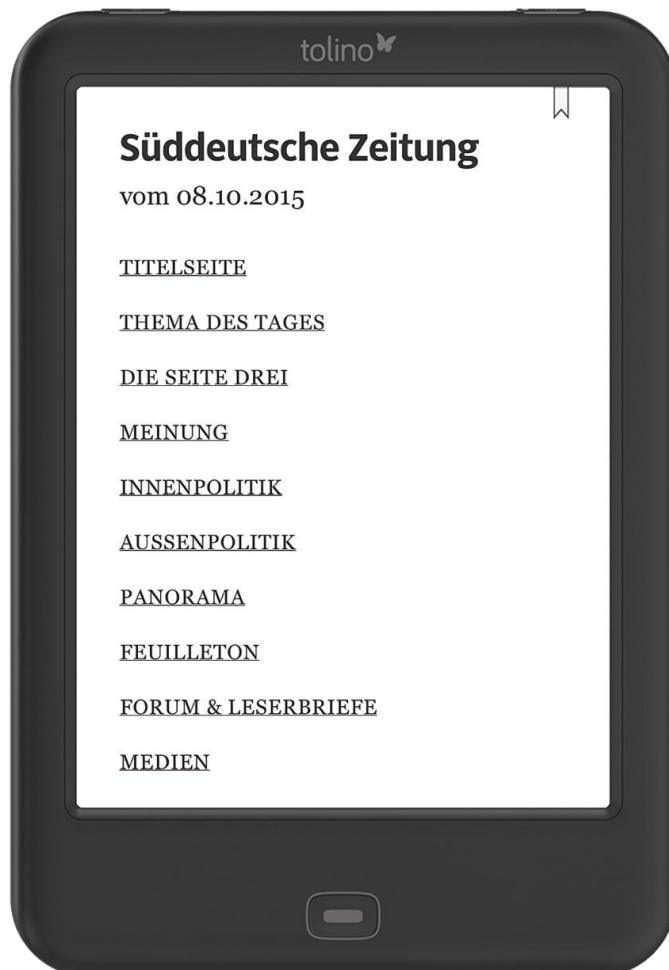 tolino
Süddeutsche Zeitung
vom 08.10.2015
TITELSEITE
THEMA DES TAGES
DIE SEITE DREI
MEINUNG
INNENPOLITIK
AUSSENPOLITIK
PANORAMA
FEUILLETON
FORUM & LESERBRIEFE
MEDIEN